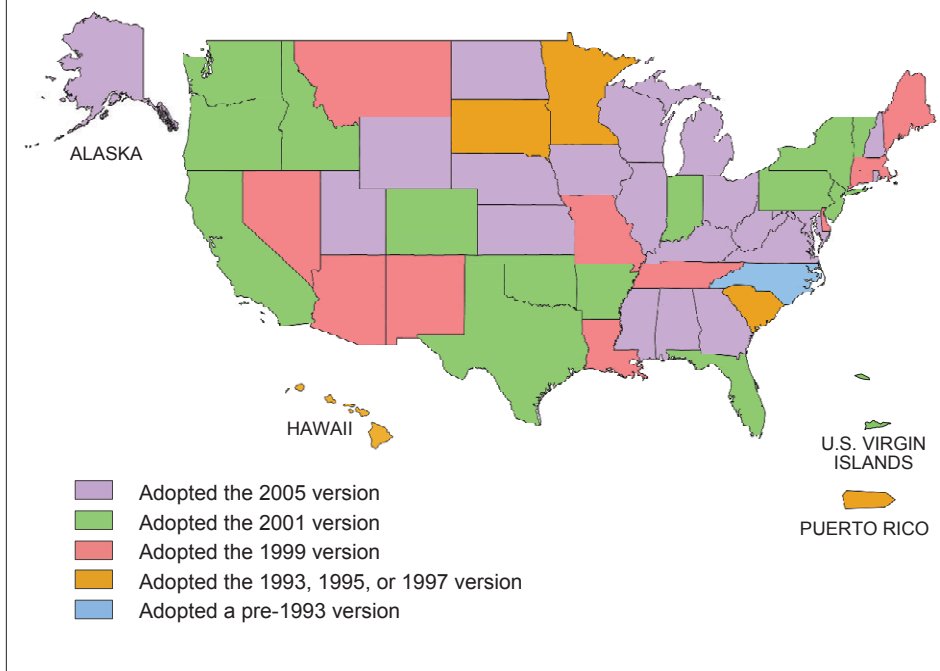 ALASKA
HAWAII
U.S. VIRGIN
ISLANDS
PUERTO RICO
Adopted the 2005 version
Adopted the 2001 version
Adopted the 1999 version
Adopted the 1993, 1995, or 1997 version
Adopted a pre-1993 version